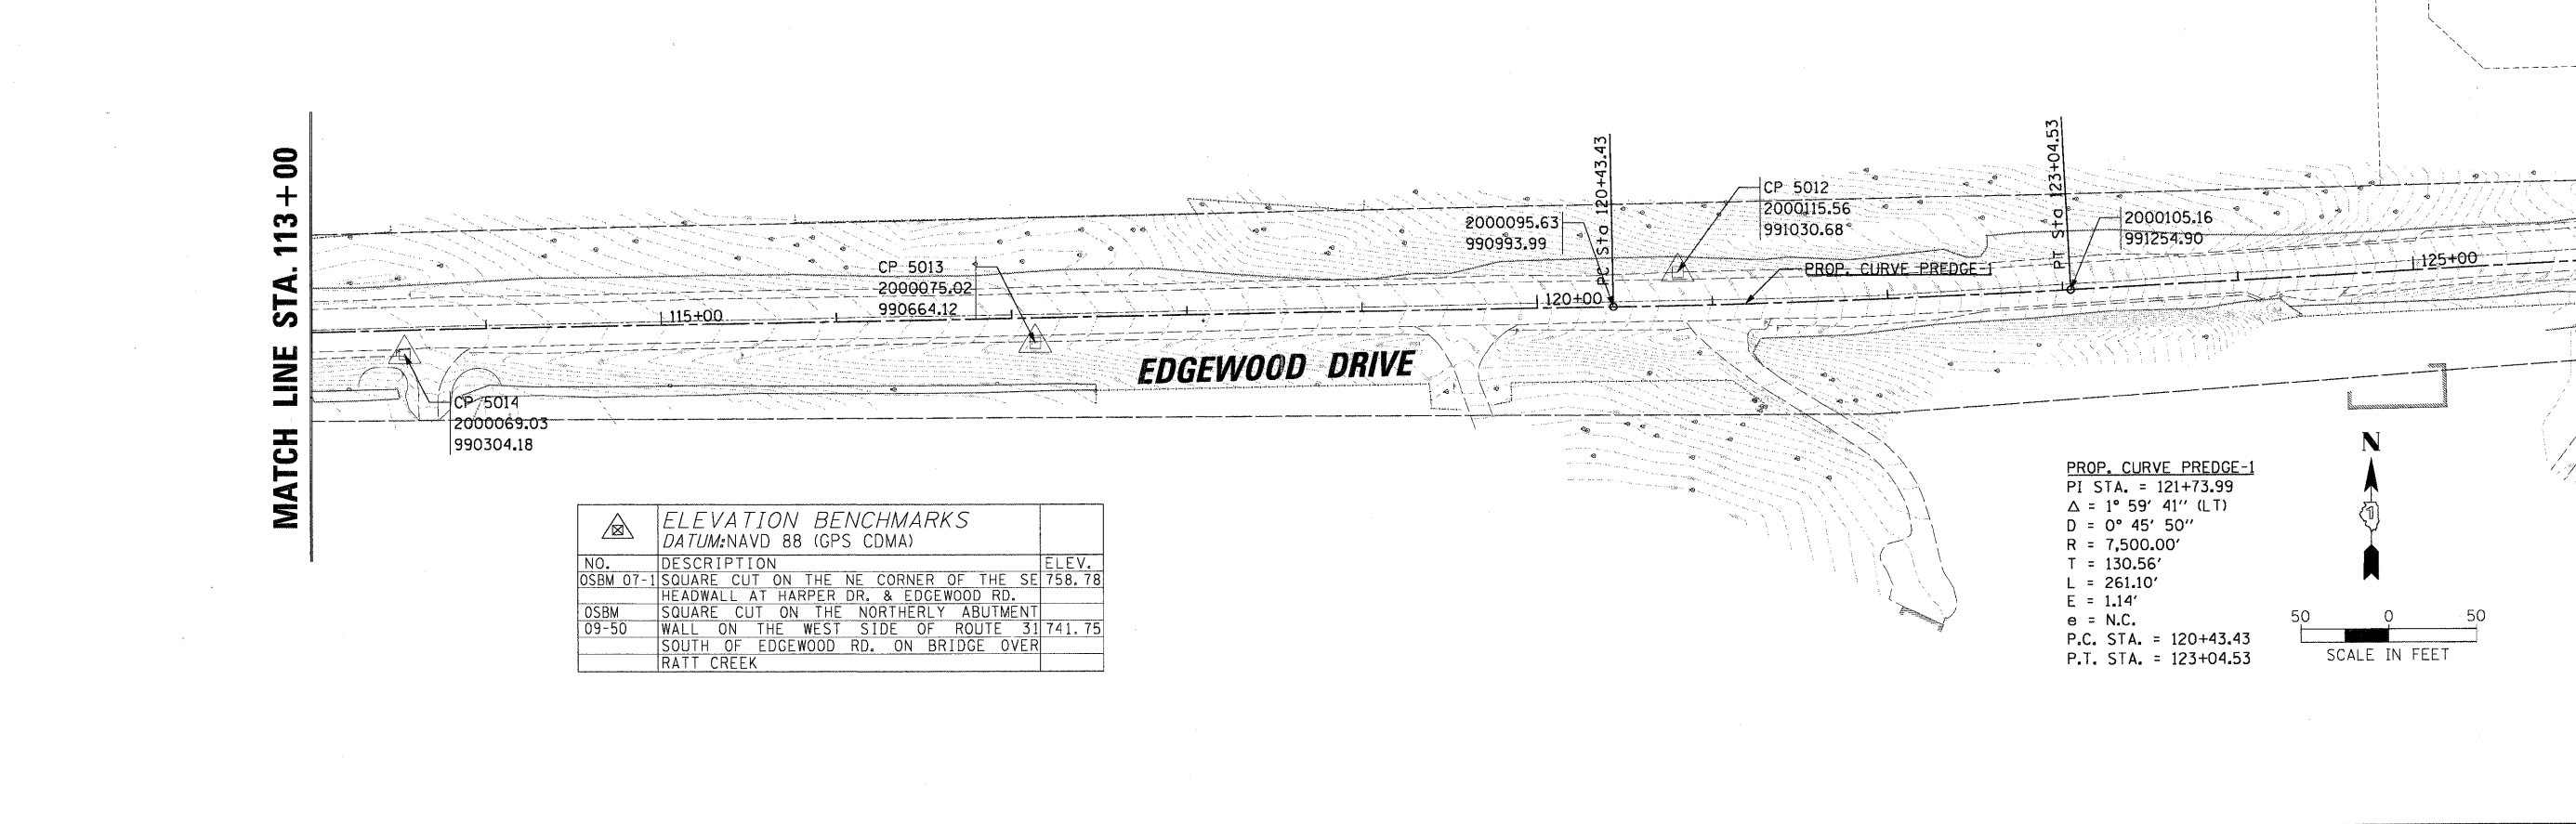 MATCH LINE STA. 113+00
CP 5014
2000069.03
990304.18
115+00
CP 5013
2000075.02
990664.12
EDGEWOOD DRIVE
120+00
2000095.63
990993.99
PC Sta 120+43.43
CP 5012
2000115.56
991030.68
PROP. CURVE PREDGE-1
PT Sta 123+04.53
2000105.16
991254.90
125+00
ELEVATION BENCHMARKS
DATUM:NAVD 88 (GPS CDMA)
NO. DESCRIPTION ELEV.
OSBM 07-1 SQUARE CUT ON THE NE CORNER OF THE SE 758.78
HEADWALL AT HARPER DR. & EDGEWOOD RD.
OSBM SQUARE CUT ON THE NORTHERLY ABUTMENT
09-50 WALL ON THE WEST SIDE OF ROUTE 31 741.75
SOUTH OF EDGEWOOD RD. ON BRIDGE OVER
RATT CREEK
PROP. CURVE PREDGE-1
PI STA. = 121+73.99
Δ = 1° 59' 41'' (LT)
D = 0° 45' 50''
R = 7,500.00'
T = 130.56'
L = 261.10'
E = 1.14'
e = N.C.
P.C. STA. = 120+43.43
P.T. STA. = 123+04.53
N
1
50 0 50
SCALE IN FEET